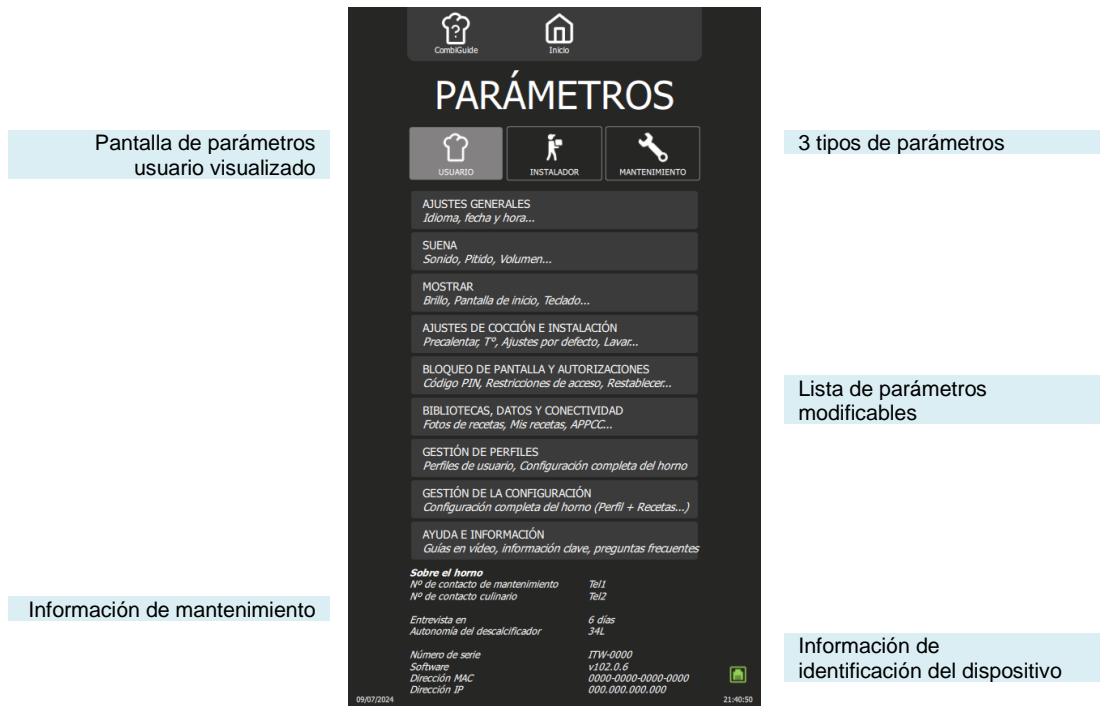 CombiGuide
Inicio
PARÁMETROS
Pantalla de parámetros
usuario visualizado
USUARIO
INSTALADOR
MANTENIMIENTO
3 tipos de parámetros
AJUSTES GENERALES
Idioma, fecha y hora...
SUENA
Sonido, Pitido, Volumen...
MOSTRAR
Brillo, Pantalla de inicio, Teclado...
AJUSTES DE COCCIÓN E INSTALACIÓN
Precalentar, T°, Ajustes por defecto, Lavar...
BLOQUEO DE PANTALLA Y AUTORIZACIONES
Código PIN, Restricciones de acceso, Restablecer...
Lista de parámetros
modificables
BIBLIOTECAS, DATOS Y CONECTIVIDAD
Fotos de recetas, Mis recetas, APPCC...
GESTIÓN DE PERFILES
Perfiles de usuario, Configuración completa del horno
GESTIÓN DE LA CONFIGURACIÓN
Configuración completa del horno (Perfil + Recetas...)
AYUDA E INFORMACIÓN
Guías en vídeo, información clave, preguntas frecuentes
Sobre el horno
Nº de contacto de mantenimiento Tel1
Nº de contacto culinario Tel2
Información de mantenimiento
Entrevista en 6 días
Autonomía del descalcificador 34L
Número de serie ITW-0000
Software v102.0.6
Dirección MAC 0000-0000-0000-0000
Dirección IP 000.000.000.000
Información de
identificación del dispositivo
09/07/2024
21:40:50